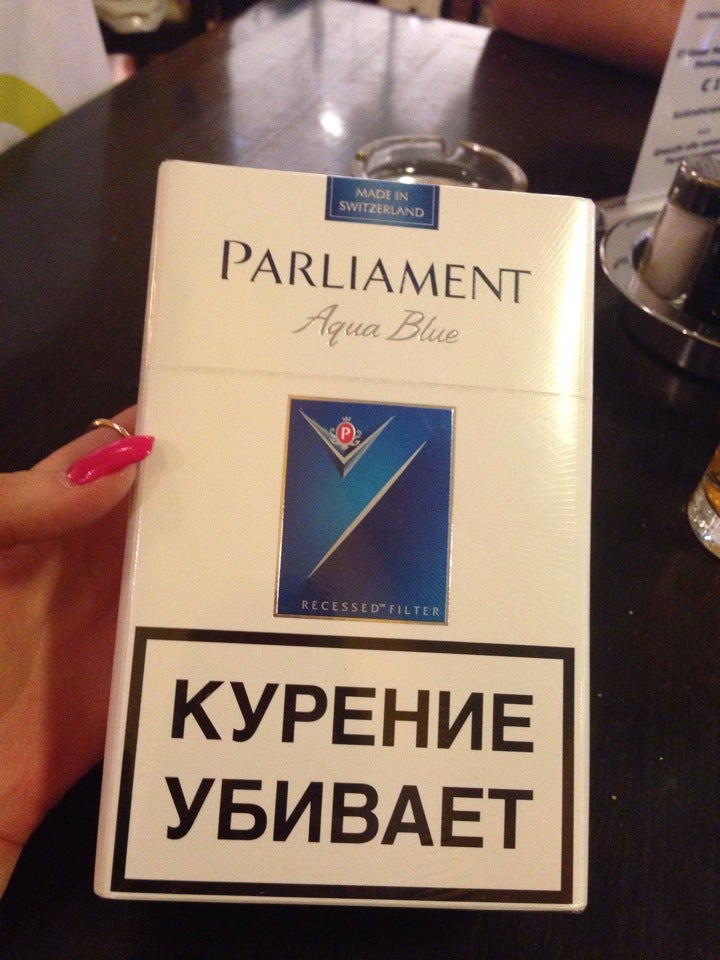 MADE IN
SWITZERLAND
PARLIAMENT
Aqua Blue
P
RECESSED™ FILTER
КУРЕНИЕ
УБИВАЕТ